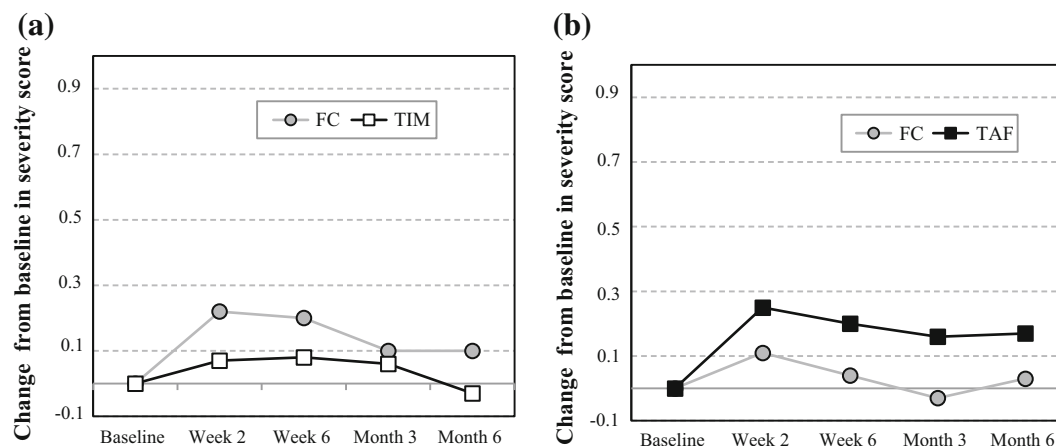 (a)
Change from baseline in severity score
0.9
0.7
0.5
0.3
0.1
-0.1
FC TIM
Baseline Week 2 Week 6 Month 3 Month 6
(b)
Change from baseline in severity score
0.9
0.7
0.5
0.3
0.1
-0.1
FC TAF
Baseline Week 2 Week 6 Month 3 Month 6